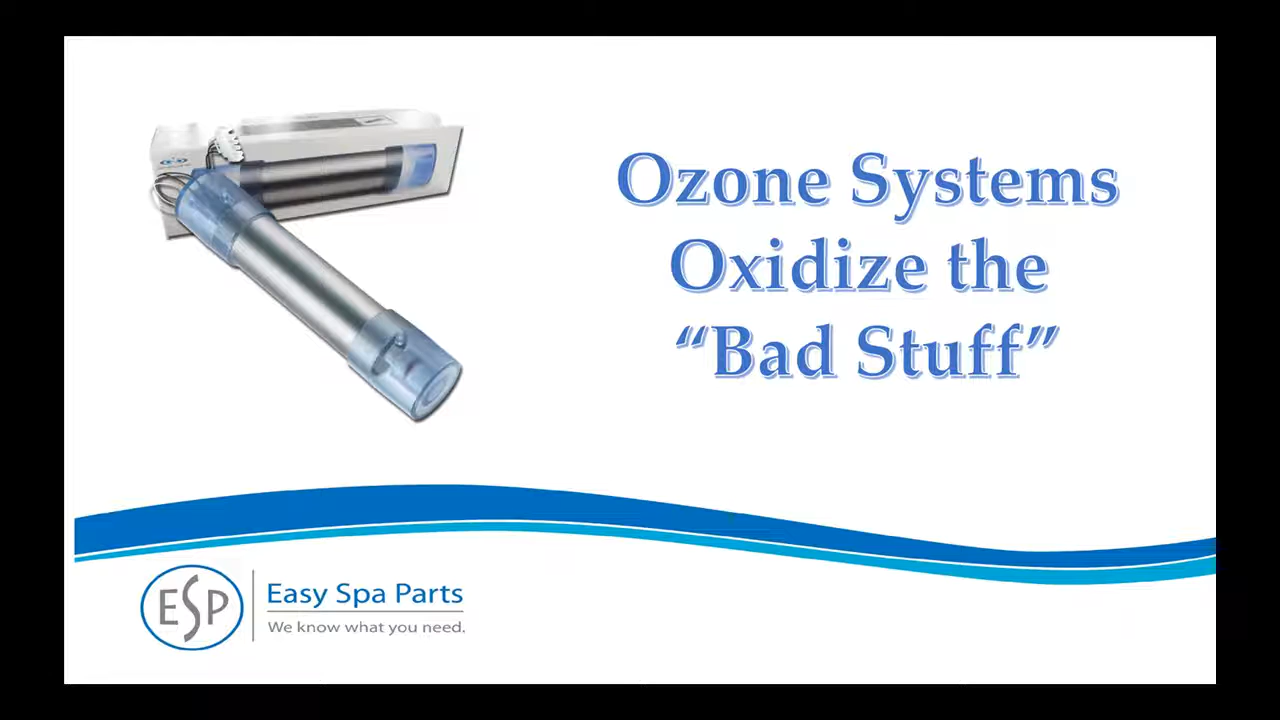 Ozone Systems
Oxidize the
“Bad Stuff”
ESP
Easy Spa Parts
We know what you need.